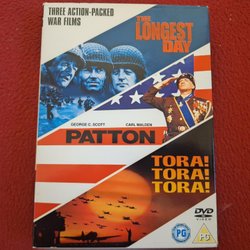 THREE ACTION-PACKED
WAR FILMS
THE
LONGEST
DAY
GEORGE C. SCOTT
KARL MALDEN
PATTON
TORA!
TORA!
TORA!
DVD
VIDEO
PG
PG